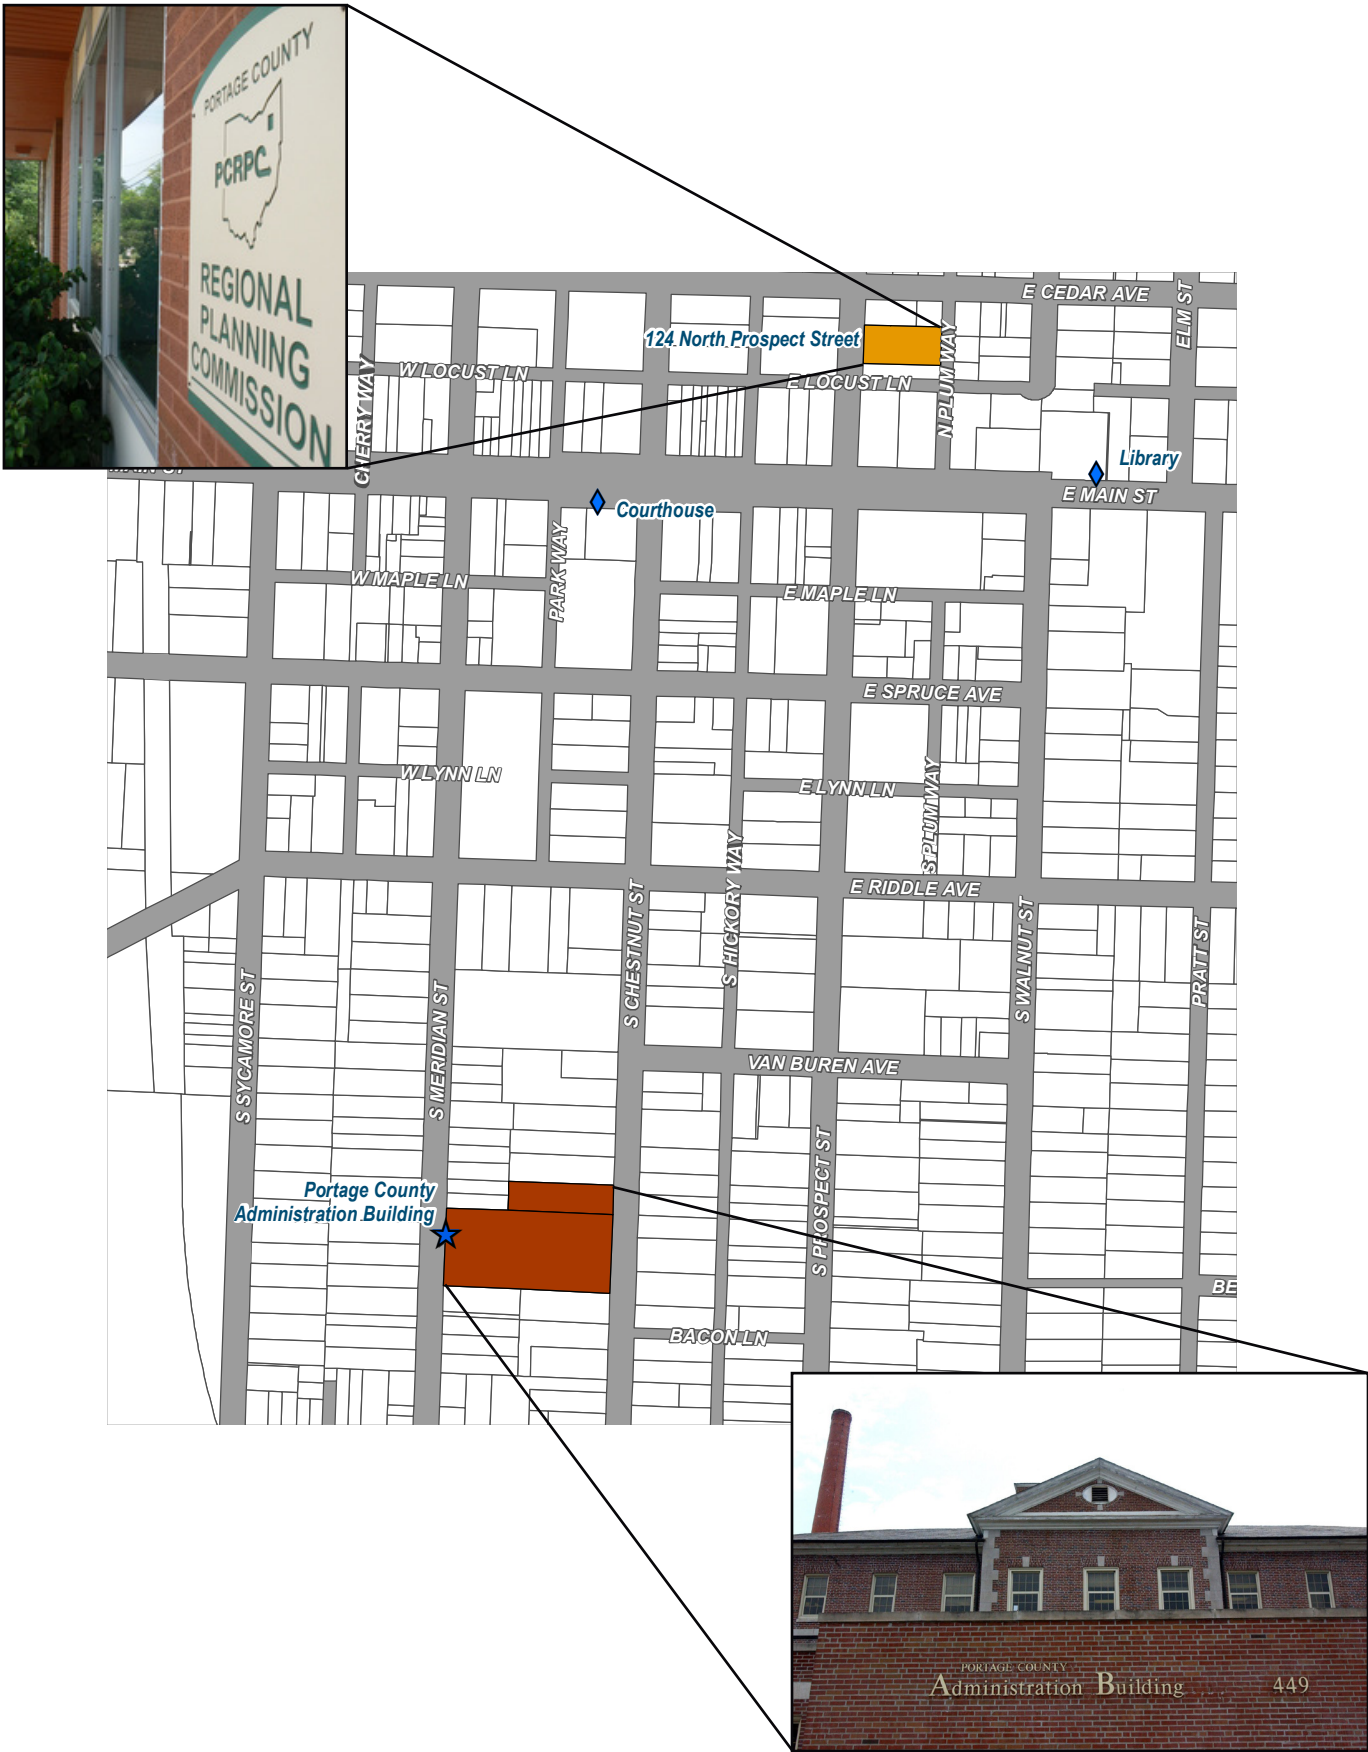 PORTAGE COUNTY
PCRPC
REGIONAL
PLANNING
COMMISSION
E CEDAR AVE
ELM ST
124 North Prospect Street
N PLUM WAY
W LOCUST LN
E LOCUST LN
CHERRY WAY
MAIN ST
Library
E MAIN ST
Courthouse
PARK WAY
W MAPLE LN
E MAPLE LN
E SPRUCE AVE
W LYNN LN
E LYNN LN
S PLUM WAY
S HICKORY WAY
E RIDDLE AVE
S CHESTNUT ST
S WALNUT ST
PRATT ST
S SYCAMORE ST
S MERIDIAN ST
VAN BUREN AVE
S PROSPECT ST
Portage County
Administration Building
BE
BACON LN
PORTAGE COUNTY
Administration Building 449